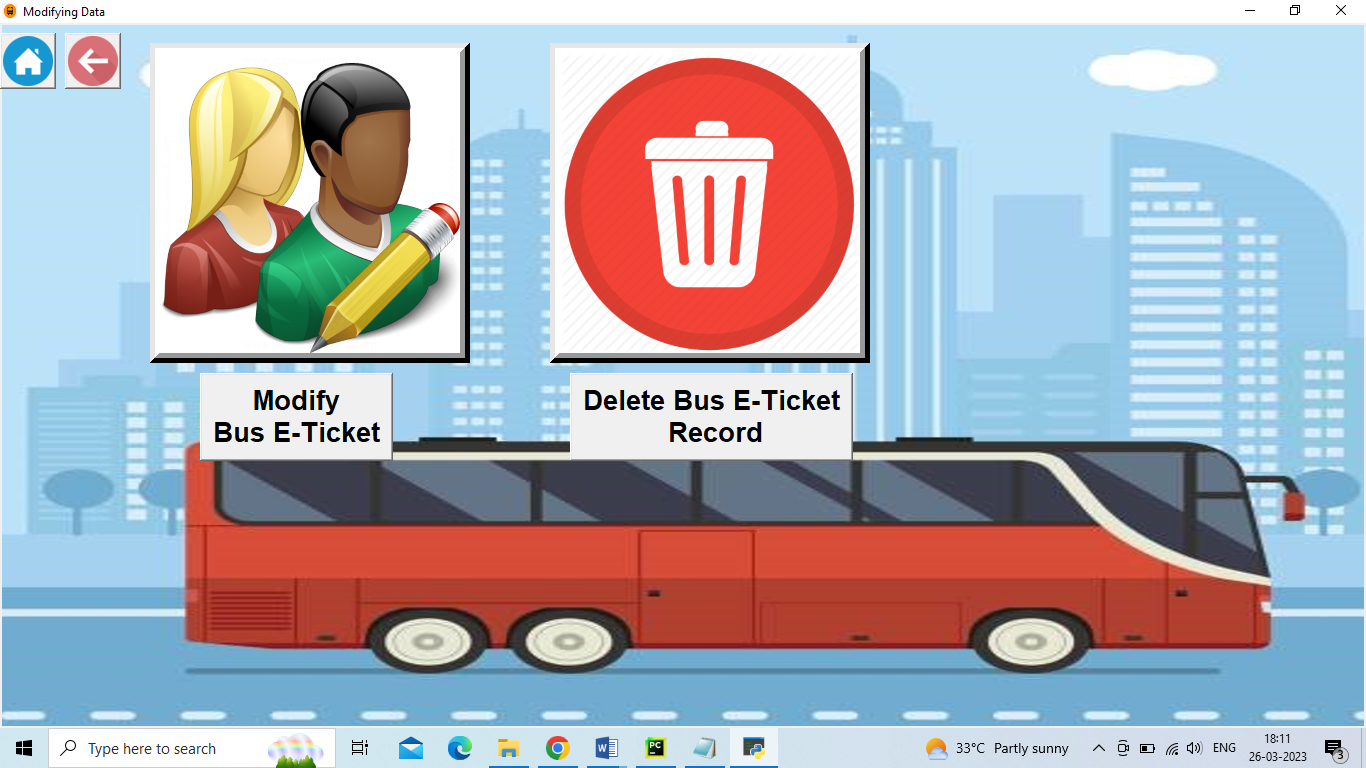 Modifying Data
Modify
Bus E-Ticket
Delete Bus E-Ticket
Record
Type here to search
PC
33°C Partly sunny
ENG
18:11
26-03-2023
3